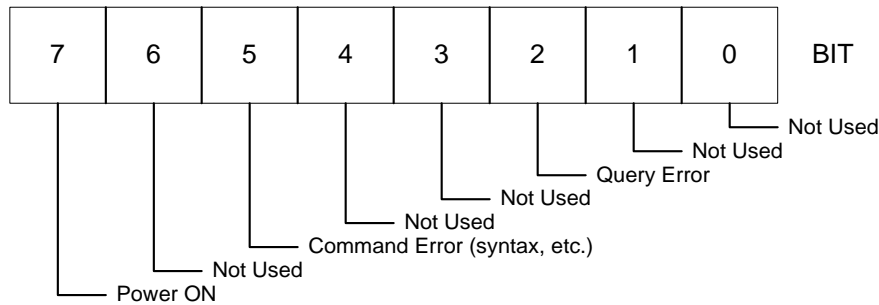 7 6 5 4 3 2 1 0 BIT
Not Used
Not Used
Query Error
Not Used
Not Used
Command Error (syntax, etc.)
Not Used
Power ON